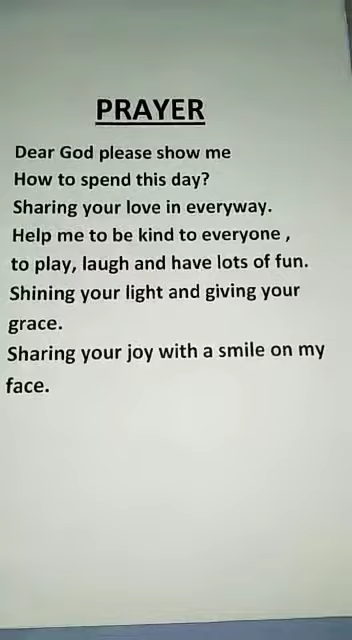 PRAYER
Dear God please show me
How to spend this day?
Sharing your love in everyway.
Help me to be kind to everyone ,
to play, laugh and have lots of fun.
Shining your light and giving your
grace.
Sharing your joy with a smile on my
face.